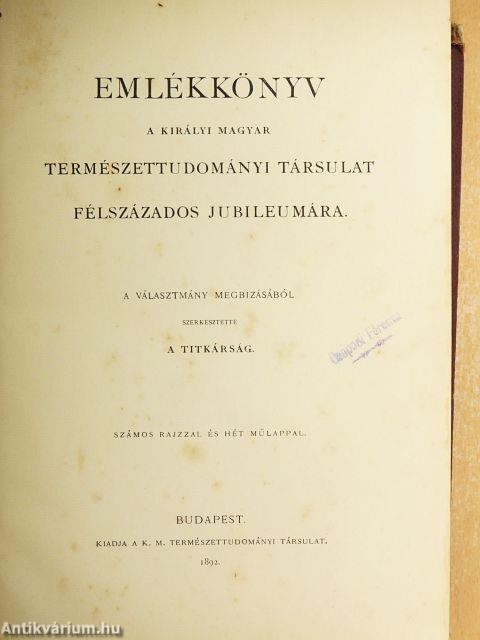 EMLÉKKÖNYV
A KIRÁLYI MAGYAR
TERMÉSZETTUDOMÁNYI TÁRSULAT
FÉLSZÁZADOS JUBILEUMÁRA.
A VÁLASZTMÁNY MEGBIZÁSÁBÓL
SZERKESZTETTE
A TITKÁRSÁG.
SZÁMOS RAJZZAL ÉS HÉT MŰLAPPAL.
BUDAPEST.
KIADJA A K. M. TERMÉSZETTUDOMÁNYI TÁRSULAT.
1892.
Antikvárium.hu